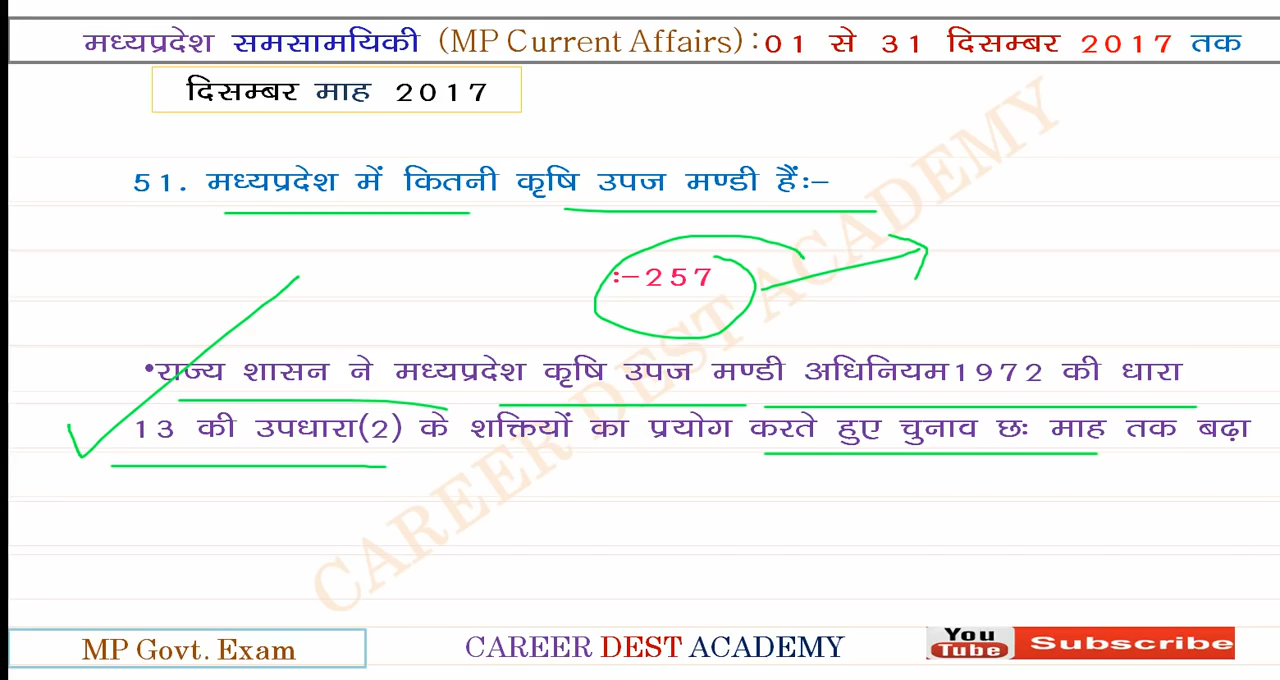 मध्यप्रदेश समसामयिकी (MP Current Affairs) :01 से 31 दिसम्बर 2017 तक
दिसम्बर माह 2017
51. मध्यप्रदेश में कितनी कृषि उपज मण्डी हैंः–
:–257
•राज्य शासन ने मध्यप्रदेश कृषि उपज मण्डी अधिनियम1972 की धारा
13 की उपधारा(2) के शक्तियों का प्रयोग करते हुए चुनाव छः माह तक बढ़ा
CAREER DEST ACADEMY
MP Govt. Exam
CAREER DEST ACADEMY
You Tube Subscribe